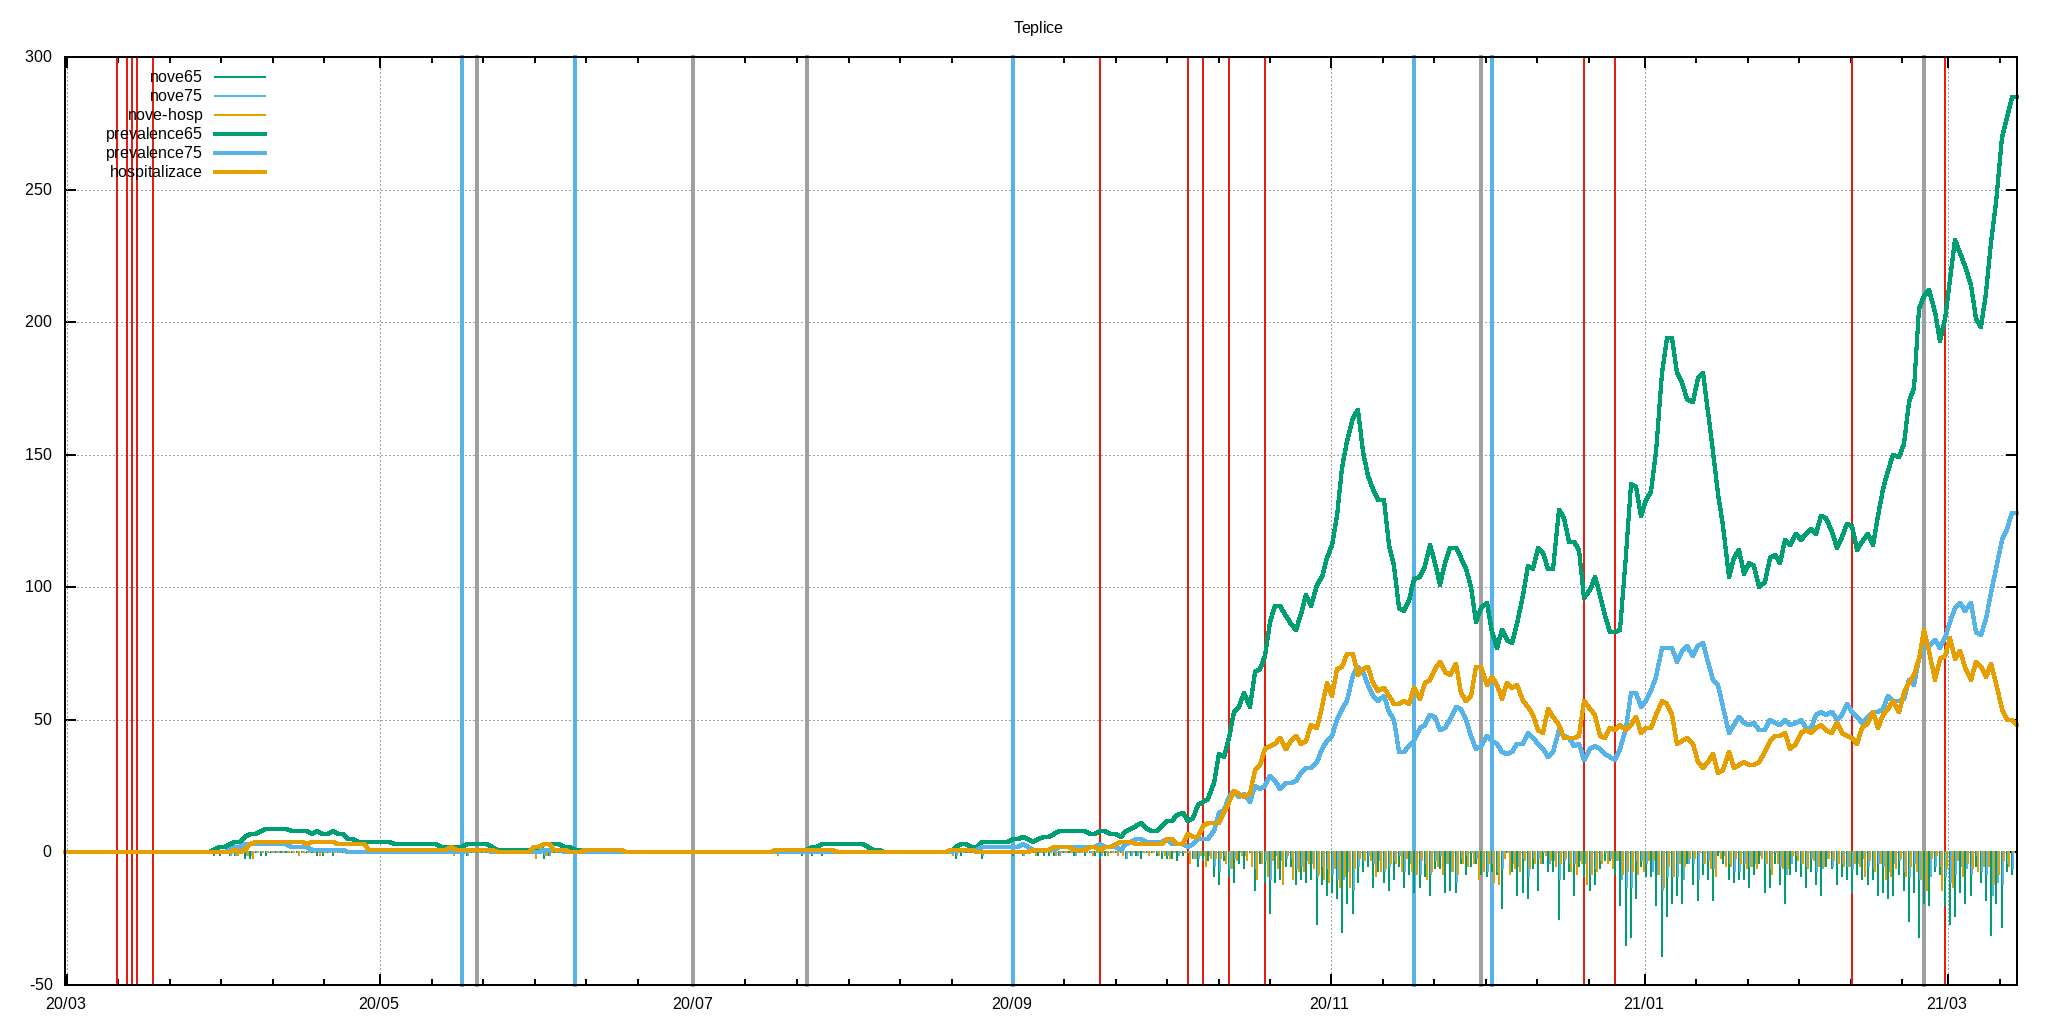 Teplice
300
nove65
nove75
nove-hosp
prevalence65
prevalence75
hospitalizace
250
200
150
100
50
0
-50
20/03 20/05 20/07 20/09 20/11 21/01 21/03